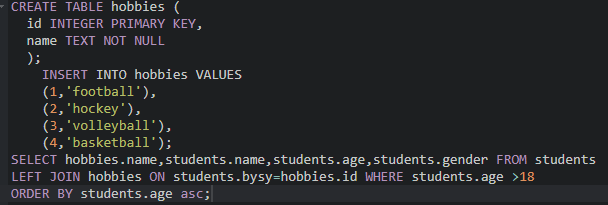 CREATE TABLE hobbies (
id INTEGER PRIMARY KEY,
name TEXT NOT NULL
);
INSERT INTO hobbies VALUES
(1,'football'),
(2,'hockey'),
(3,'volleyball'),
(4,'basketball');
SELECT hobbies.name,students.name,students.age,students.gender FROM students
LEFT JOIN hobbies ON students.bysy=hobbies.id WHERE students.age >18
ORDER BY students.age asc;